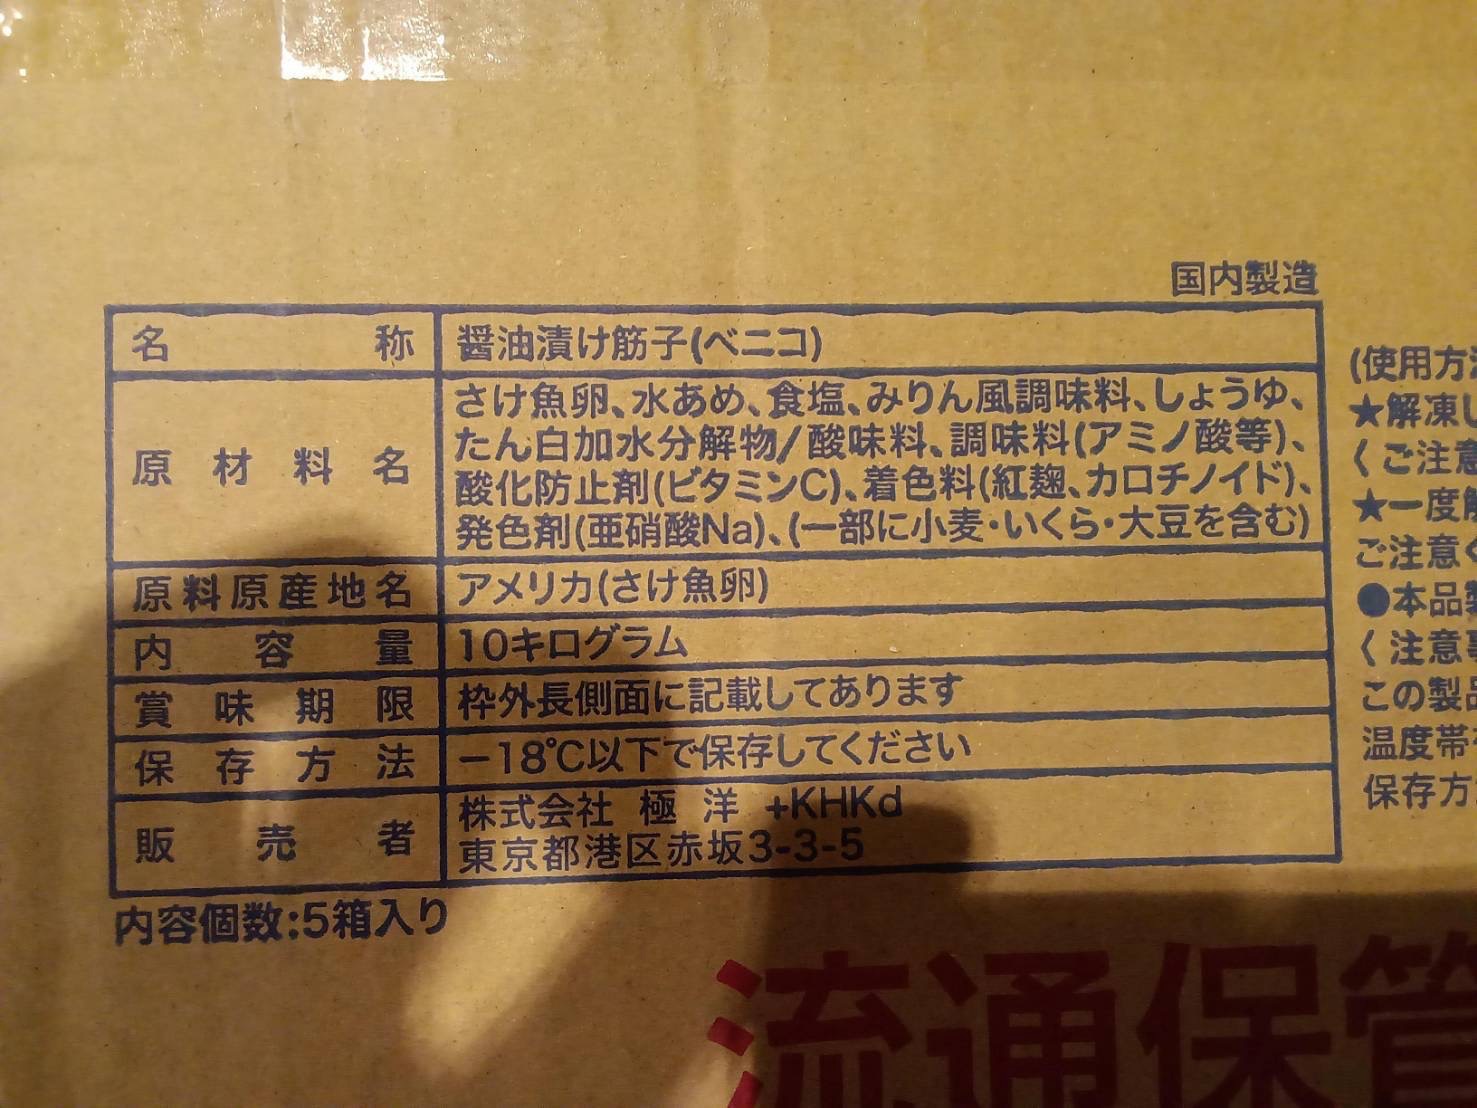 国内製造
名称 醤油漬け筋子(ベニコ)
原材料名 さけ魚卵、水あめ、食塩、みりん風調味料、しょうゆ、
たん白加水分解物/酸味料、調味料(アミノ酸等)、
酸化防止剤(ビタミンC)、着色料(紅麹、カロチノイド)、
発色剤(亜硝酸Na)、(一部に小麦・いくら・大豆を含む)
原料原産地名 アメリカ(さけ魚卵)
内容量 10キログラム
賞味期限 枠外長側面に記載してあります
保存方法 −18℃以下で保存してください
販売者 株式会社 極洋 +KHKd
東京都港区赤坂3-3-5
内容個数:5箱入り
(使用方法
★解凍し
〈ご注意
★一度解
ご注意く
●本品製
〈注意事
この製品
温度帯
保存方
流通保管